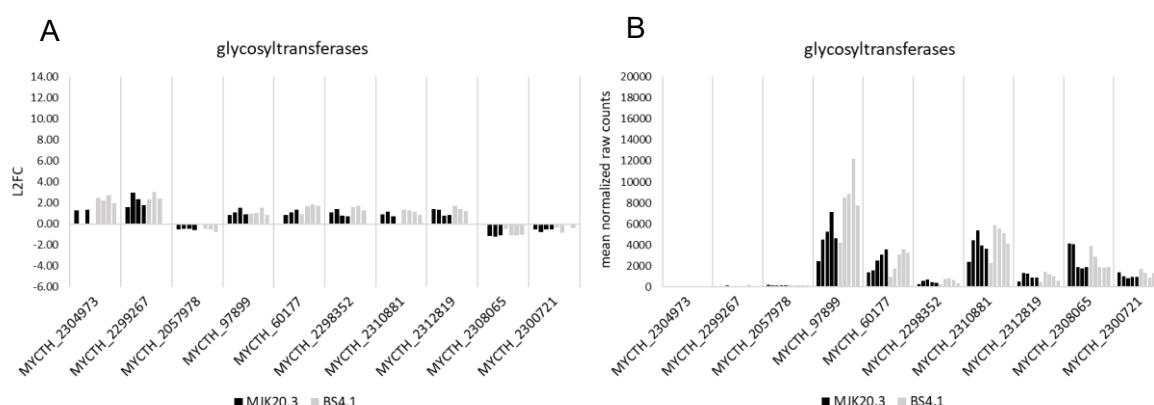 A
glycosyltransferases
L2FC
14.00
12.00
10.00
8.00
6.00
4.00
2.00
0.00
-2.00
-4.00
-6.00
MYCTH_2304973
MYCTH_2299267
MYCTH_2057978
MYCTH_97899
MYCTH_60177
MYCTH_2298352
MYCTH_2310881
MYCTH_2312819
MYCTH_2308065
MYCTH_2300721
MJK20.3 BS4.1
B
glycosyltransferases
mean normalized raw counts
20000
18000
16000
14000
12000
10000
8000
6000
4000
2000
0
MYCTH_2304973
MYCTH_2299267
MYCTH_2057978
MYCTH_97899
MYCTH_60177
MYCTH_2298352
MYCTH_2310881
MYCTH_2312819
MYCTH_2308065
MYCTH_2300721
MJK20.3 BS4.1